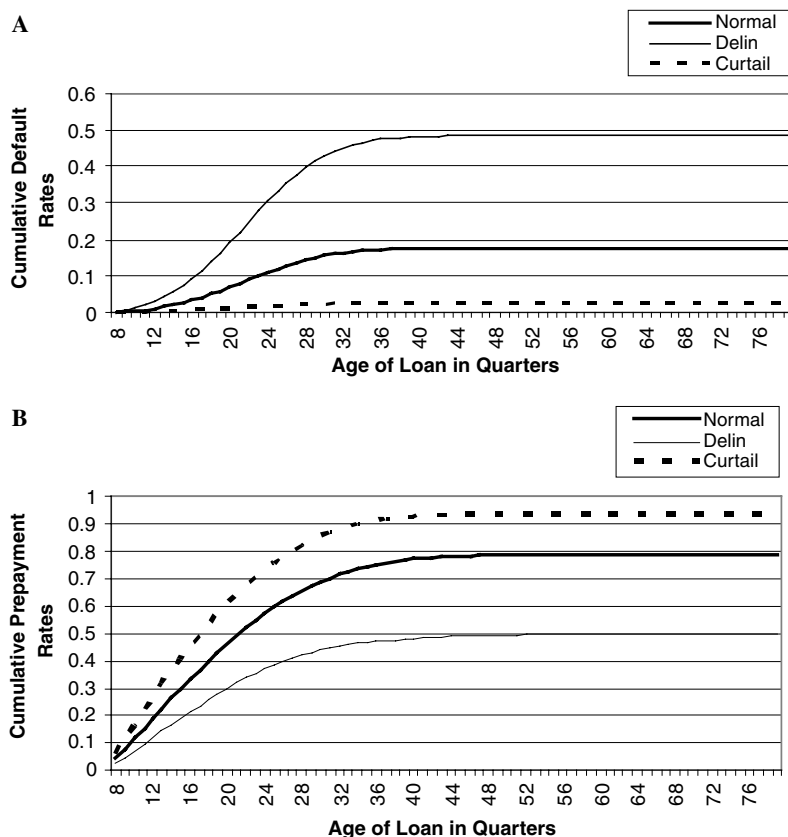 A
Normal
Delin
Curtail
Cumulative Default
Rates
0.6
0.5
0.4
0.3
0.2
0.1
0
8 12 16 20 24 28 32 36 40 44 48 52 56 60 64 68 72 76
Age of Loan in Quarters
B
Normal
Delin
Curtail
Cumulative Prepayment
Rates
1
0.9
0.8
0.7
0.6
0.5
0.4
0.3
0.2
0.1
0
8 12 16 20 24 28 32 36 40 44 48 52 56 60 64 68 72 76
Age of Loan in Quarters